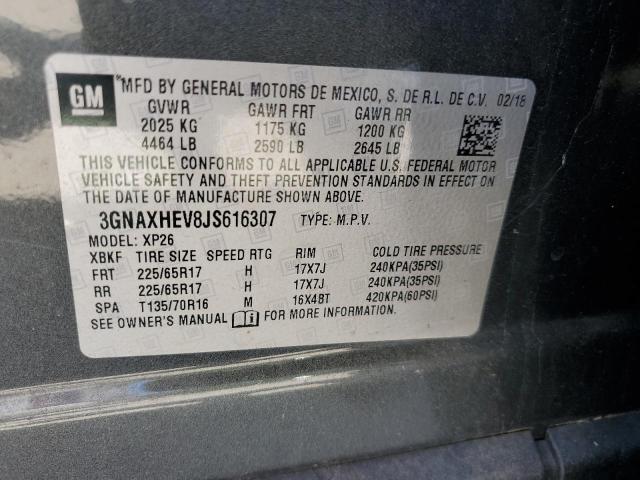 GM
"MFD BY GENERAL MOTORS DE MEXICO, S. DE R.L. DE C.V. 02/18
GVWR GAWR FRT GAWR RR
2025 KG 1175 KG 1200 KG
4464 LB 2590 LB 2645 LB
THIS VEHICLE CONFORMS TO ALL APPLICABLE U.S. FEDERAL MOTOR
VEHICLE SAFETY AND THEFT PREVENTION STANDARDS IN EFFECT ON
THE DATE OF MANUFACTURE SHOWN ABOVE.
3GNAXHEV8JS616307 TYPE: M.P.V.
MODEL: XP26
XBKF TIRE SIZE SPEED RTG RIM COLD TIRE PRESSURE
FRT 225/65R17 H 17X7J 240KPA(35PSI)
RR 225/65R17 H 17X7J 240KPA(35PSI)
SPA T135/70R16 M 16X4BT 420KPA(60PSI)
SEE OWNER'S MANUAL FOR MORE INFORMATION.